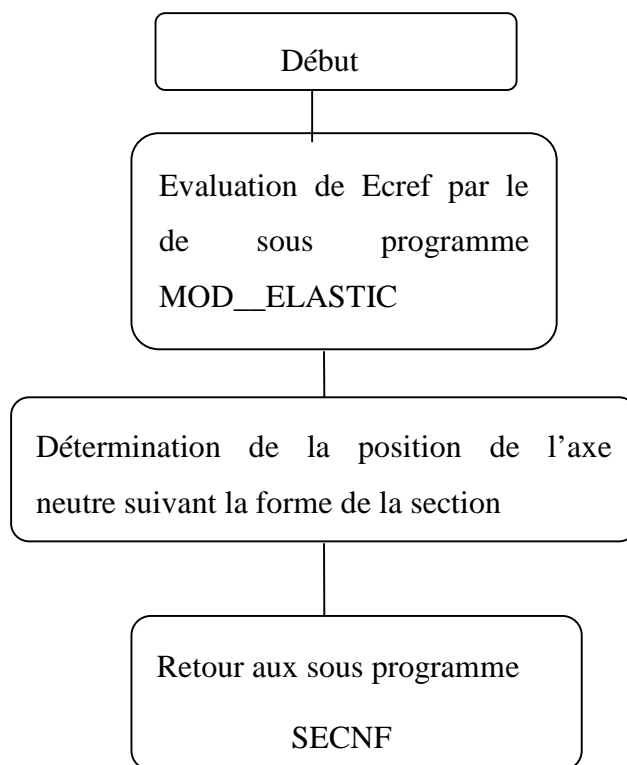 Début
Evaluation de Ecref par le
de sous programme
MOD__ELASTIC
Détermination de la position de l’axe
neutre suivant la forme de la section
Retour aux sous programme
SECNF